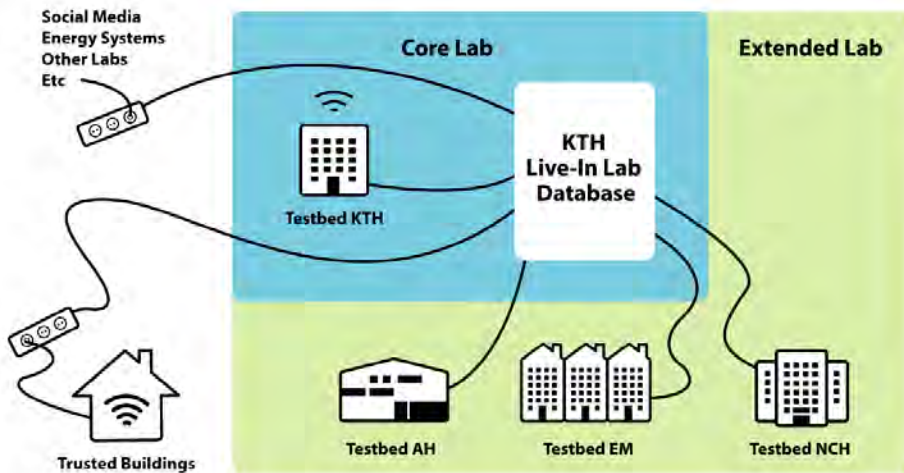 Social Media
Energy Systems
Other Labs
Etc
Core Lab
Extended Lab
KTH
Live-In Lab
Database
Testbed KTH
Testbed AH
Testbed EM
Testbed NCH
Trusted Buildings